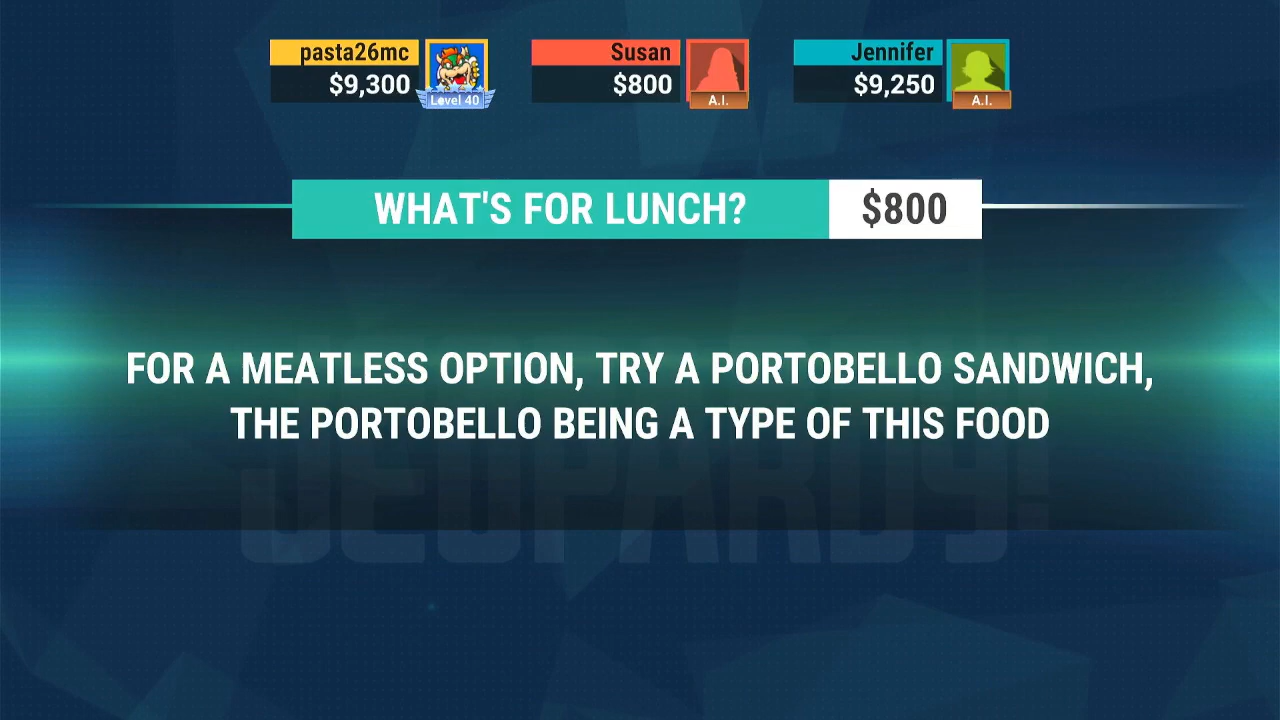 pasta26mc
$9,300
Level 40
Susan
$800
A.I.
Jennifer
$9,250
A.I.
WHAT'S FOR LUNCH?
$800
FOR A MEATLESS OPTION, TRY A PORTOBELLO SANDWICH,
THE PORTOBELLO BEING A TYPE OF THIS FOOD
JEOPARDY!